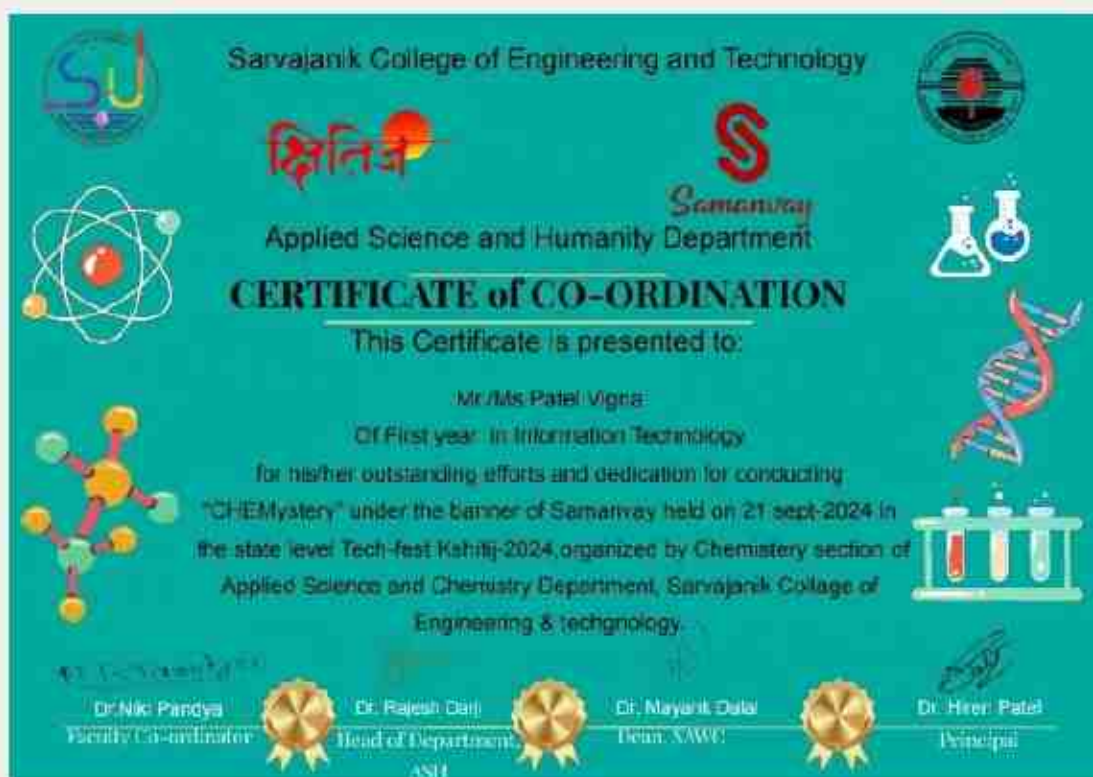 Sarvajanik College of Engineering and Technology
SU
क्षितिज
S
Samanvay
Applied Science and Humanity Department
CERTIFICATE of CO-ORDINATION
This Certificate is presented to:
Mr./Ms Patel Vigna
Of First year in Information Technology
for his/her outstanding efforts and dedication for conducting
"CHEMystery" under the banner of Samanvay held on 21 sept-2024 in
the state level Tech-fest Kshitij-2024,organized by Chemistery section of
Applied Science and Chemistry Department, Sarvajanik Collage of
Engineering & techgnology.
Dr.Niki Pandya
Dr. Rajesh Darji
Dr. Mayank Dalal
Dr. Hiren Patel
Faculty Co-ordinator
Head of Department
ASH
Dean, SAWC
Principal